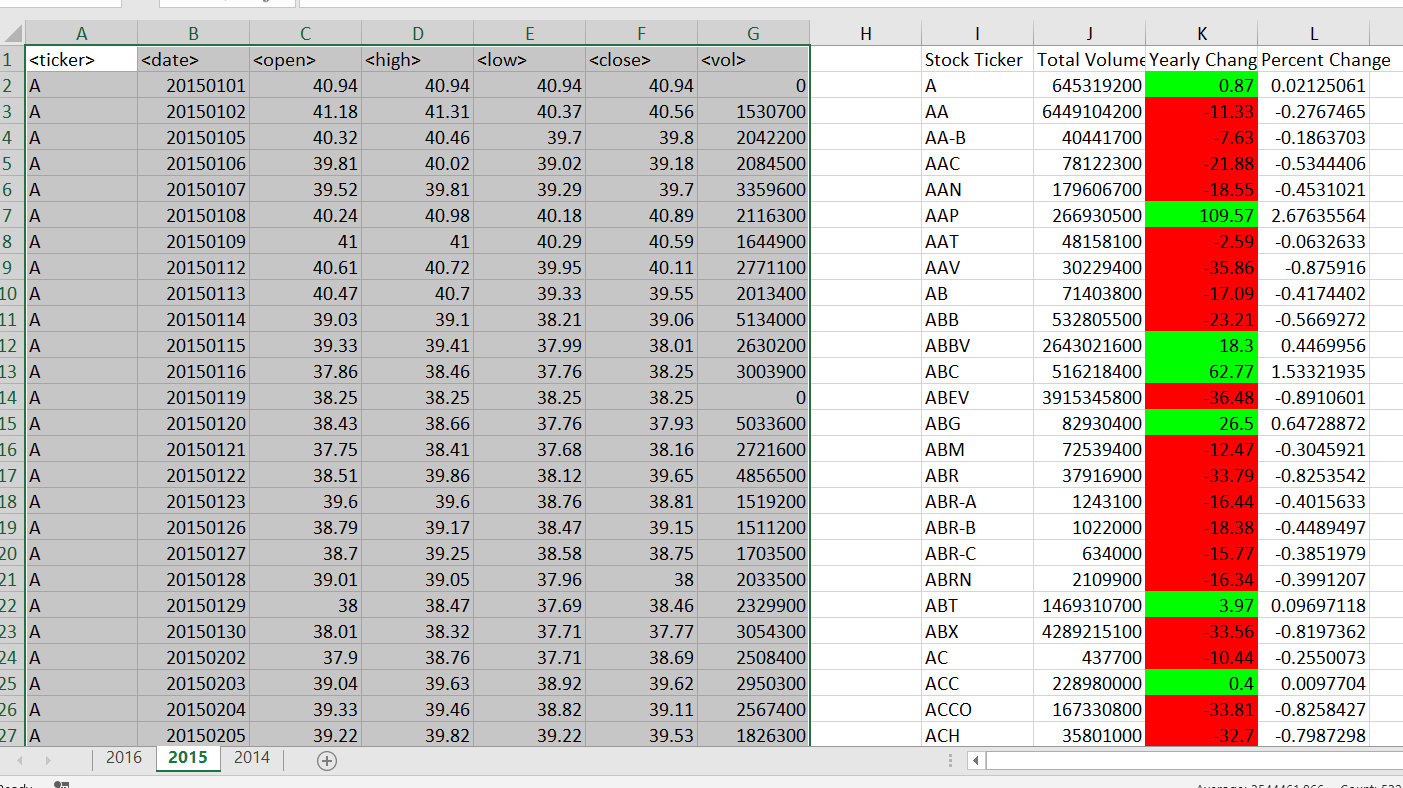 A B C D E F G H I J K L
1 <ticker> <date> <open> <high> <low> <close> <vol> Stock Ticker Total Volume Yearly Chang Percent Change
2 A 20150101 40.94 40.94 40.94 40.94 0 A 645319200 0.87 0.02125061
3 A 20150102 41.18 41.31 40.37 40.56 1530700 AA 6449104200 -11.33 -0.2767465
4 A 20150105 40.32 40.46 39.7 39.8 2042200 AA-B 40441700 -7.63 -0.1863703
5 A 20150106 39.81 40.02 39.02 39.18 2084500 AAC 78122300 -21.88 -0.5344406
6 A 20150107 39.52 39.81 39.29 39.7 3359600 AAN 179606700 -18.55 -0.4531021
7 A 20150108 40.24 40.98 40.18 40.89 2116300 AAP 266930500 109.57 2.67635564
8 A 20150109 41 41 40.29 40.59 1644900 AAT 48158100 -2.59 -0.0632633
9 A 20150112 40.61 40.72 39.95 40.11 2771100 AAV 30229400 -35.86 -0.875916
10 A 20150113 40.47 40.7 39.33 39.55 2013400 AB 71403800 -17.09 -0.4174402
11 A 20150114 39.03 39.1 38.21 39.06 5134000 ABB 532805500 -23.21 -0.5669272
12 A 20150115 39.33 39.41 37.99 38.01 2630200 ABBV 2643021600 18.3 0.4469956
13 A 20150116 37.86 38.46 37.76 38.25 3003900 ABC 516218400 62.77 1.53321935
14 A 20150119 38.25 38.25 38.25 38.25 0 ABEV 3915345800 -36.48 -0.8910601
15 A 20150120 38.43 38.66 37.76 37.93 5033600 ABG 82930400 26.5 0.64728872
16 A 20150121 37.75 38.41 37.68 38.16 2721600 ABM 72539400 -12.47 -0.3045921
17 A 20150122 38.51 39.86 38.12 39.65 4856500 ABR 37916900 -33.79 -0.8253542
18 A 20150123 39.6 39.6 38.76 38.81 1519200 ABR-A 1243100 -16.44 -0.4015633
19 A 20150126 38.79 39.17 38.47 39.15 1511200 ABR-B 1022000 -18.38 -0.4489497
20 A 20150127 38.7 39.25 38.58 38.75 1703500 ABR-C 634000 -15.77 -0.3851979
21 A 20150128 39.01 39.05 37.96 38 2033500 ABRN 2109900 -16.34 -0.3991207
22 A 20150129 38 38.47 37.69 38.46 2329900 ABT 1469310700 3.97 0.09697118
23 A 20150130 38.01 38.32 37.71 37.77 3054300 ABX 4289215100 -33.56 -0.8197362
24 A 20150202 37.9 38.76 37.71 38.69 2508400 AC 437700 -10.44 -0.2550073
25 A 20150203 39.04 39.63 38.92 39.62 2950300 ACC 228980000 0.4 0.0097704
26 A 20150204 39.33 39.46 38.82 39.11 2567400 ACCO 167330800 -33.81 -0.8258427
27 A 20150205 39.22 39.82 39.22 39.53 1826300 ACH 35801000 -32.7 -0.7987298
2016 2015 2014